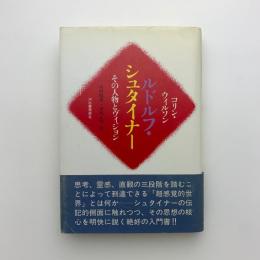 コリン・
ウィルソン
ルドルフ・
シュタイナー
その人物とヴィジョン
河出書房新社
思考、霊感、直観の三段階を踏むこ
とによって到達できる「超感覚的世
界」とは何か──シュタイナーの伝
記的側面に触れつつ、その思想の核
心を明快に説く絶好の入門書!!